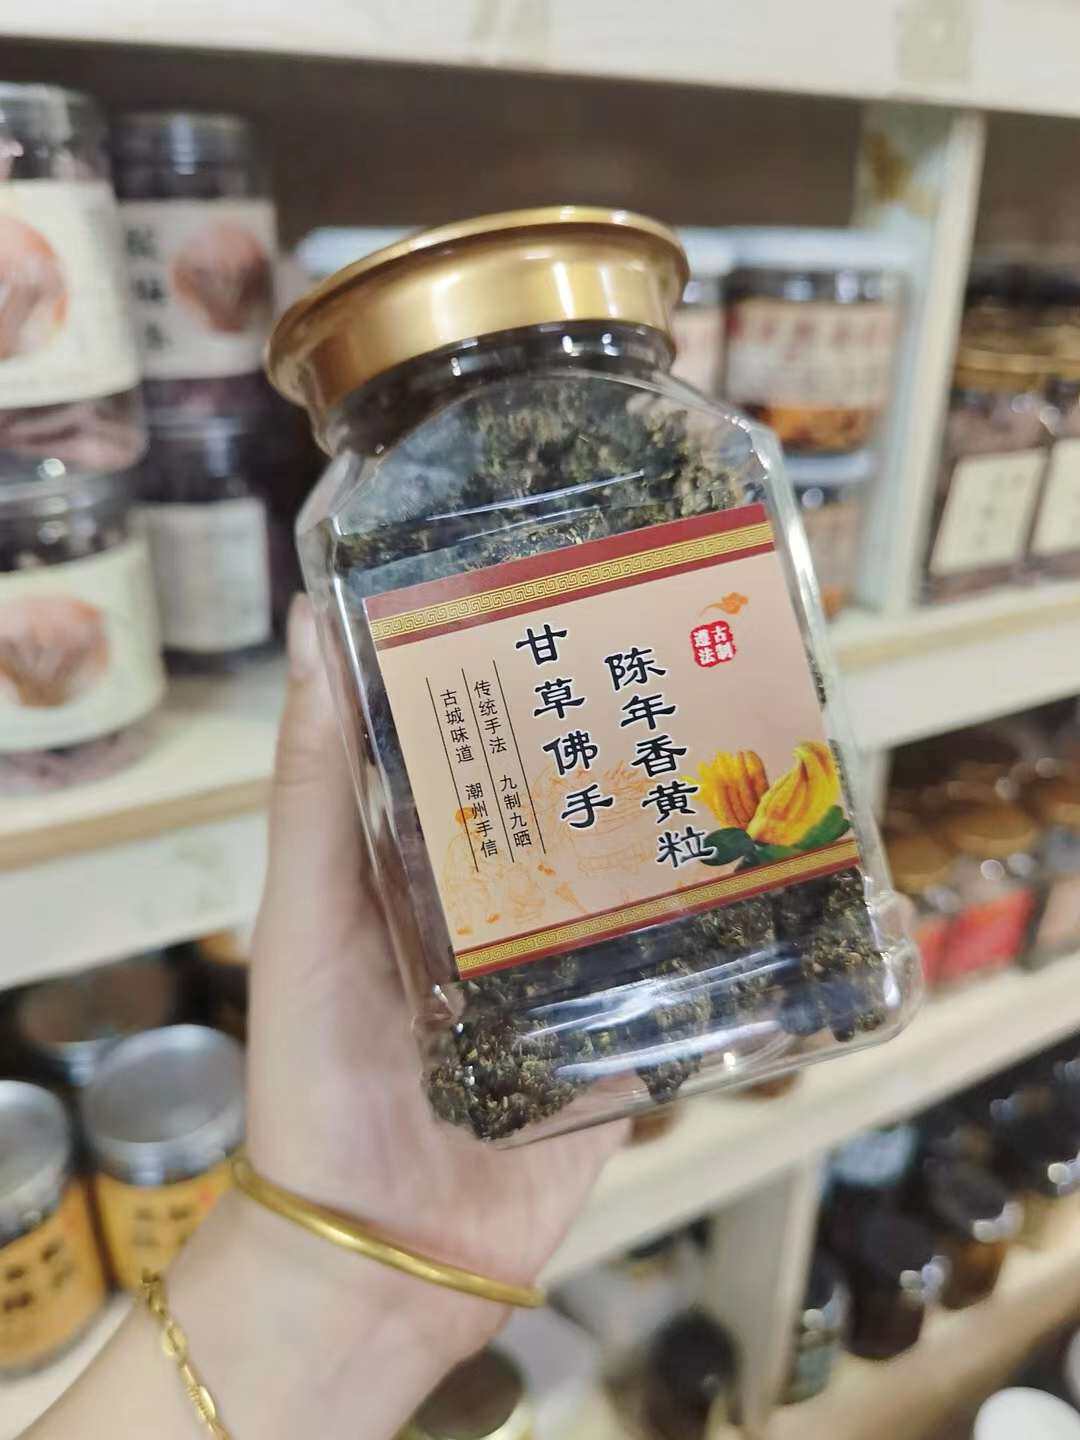 遵古
法制
陈年香黄粒
甘草佛手
传统手法 九制九晒
古城味道 潮州手信